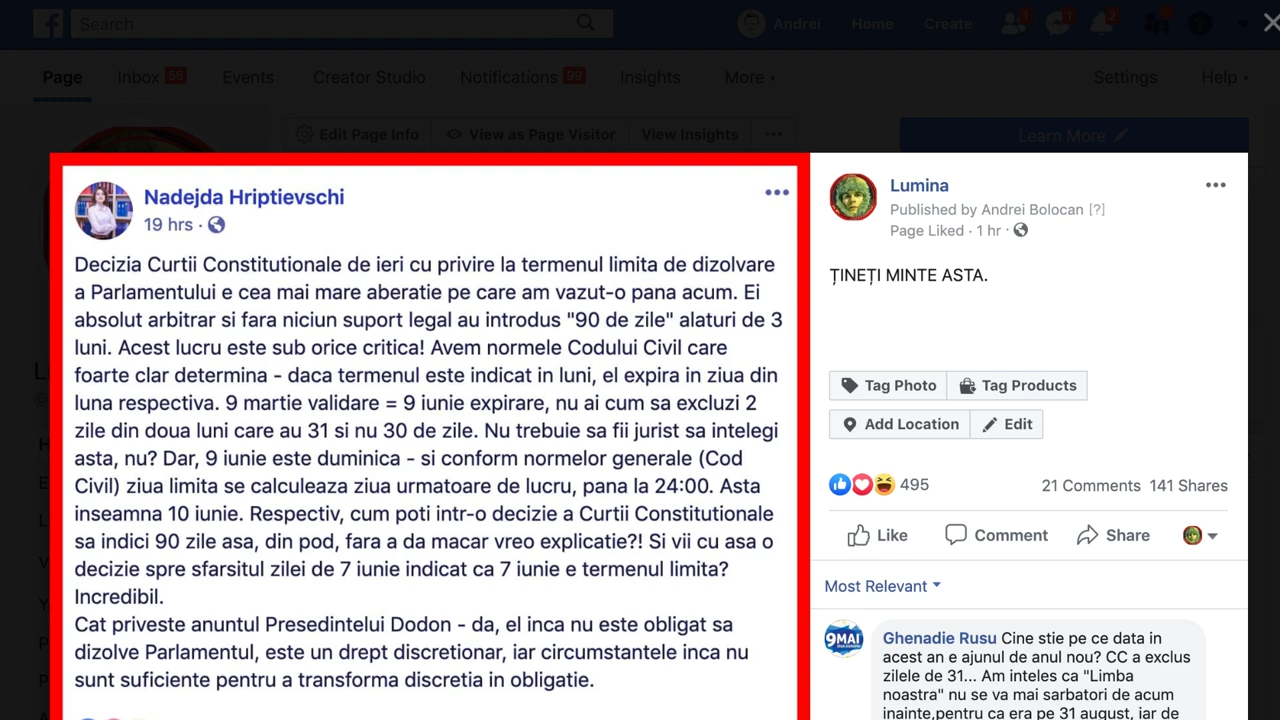 Search
Andrei
Home
Create
1
1
2
Page
Inbox 55
Events
Creator Studio
Notifications 99
Insights
More
Settings
Help
Edit Page Info
View as Page Visitor
View Insights
Learn More
Nadejda Hriptievschi
19 hrs ·
Decizia Curtii Constitutionale de ieri cu privire la termenul limita de dizolvare
a Parlamentului e cea mai mare aberatie pe care am vazut-o pana acum. Ei
absolut arbitrar si fara niciun suport legal au introdus "90 de zile" alaturi de 3
luni. Acest lucru este sub orice critica! Avem normele Codului Civil care
foarte clar determina - daca termenul este indicat in luni, el expira in ziua din
luna respectiva. 9 martie validare = 9 iunie expirare, nu ai cum sa excluzi 2
zile din doua luni care au 31 si nu 30 de zile. Nu trebuie sa fii jurist sa intelegi
asta, nu? Dar, 9 iunie este duminica - si conform normelor generale (Cod
Civil) ziua limita se calculeaza ziua urmatoare de lucru, pana la 24:00. Asta
inseamna 10 iunie. Respectiv, cum poti intr-o decizie a Curtii Constitutionale
sa indici 90 zile asa, din pod, fara a da macar vreo explicatie?! Si vii cu asa o
decizie spre sfarsitul zilei de 7 iunie indicat ca 7 iunie e termenul limita?
Incredibil.
Cat priveste anuntul Presedintelui Dodon - da, el inca nu este obligat sa
dizolve Parlamentul, este un drept discretionar, iar circumstantele inca nu
sunt suficiente pentru a transforma discretia in obligatie.
Lumina
Published by Andrei Bolocan [?]
Page Liked · 1 hr ·
ȚINEȚI MINTE ASTA.
Tag Photo
Tag Products
Add Location
Edit
495
21 Comments 141 Shares
Like
Comment
Share
Most Relevant
9MAI
Ghenadie Rusu Cine stie pe ce data in
acest an e ajunul de anul nou? CC a exclus
zilele de 31... Am inteles ca "Limba
noastra" nu se va mai sarbatori de acum
inainte,pentru ca era pe 31 august, iar de